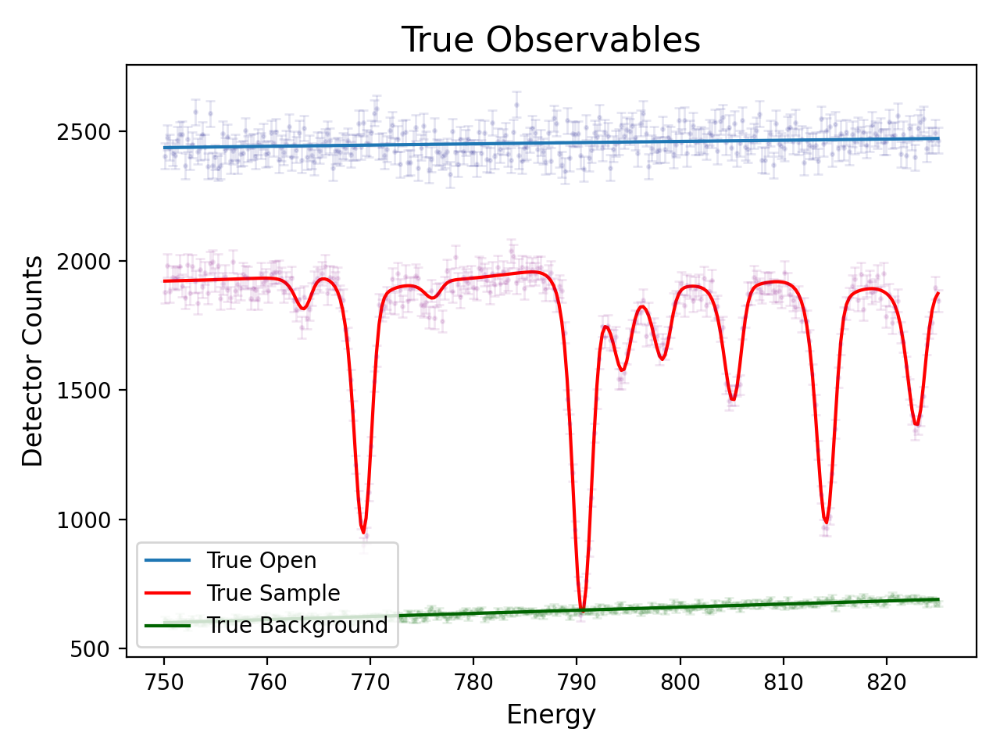 True Observables
Detector Counts
2500
2000
1500
1000
500
True Open
True Sample
True Background
750
760
770
780
790
800
810
820
Energy